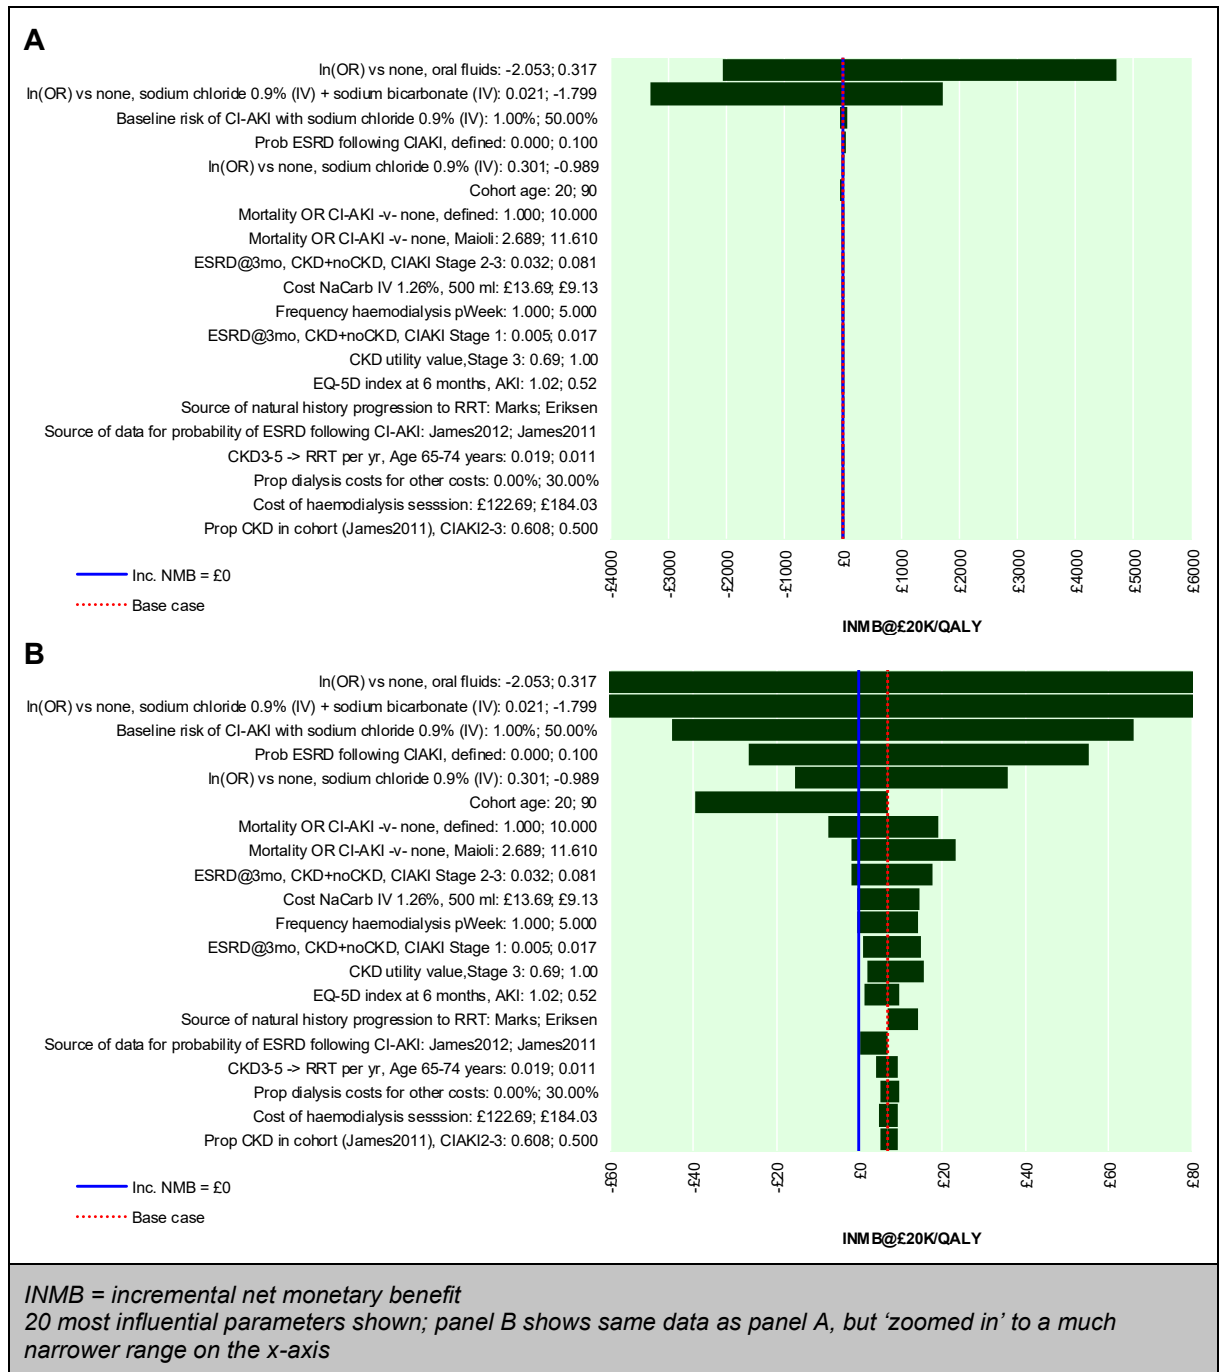 A
ln(OR) vs none, oral fluids: -2.053; 0.317
ln(OR) vs none, sodium chloride 0.9% (IV) + sodium bicarbonate (IV): 0.021; -1.799
Baseline risk of CI-AKI with sodium chloride 0.9% (IV): 1.00%; 50.00%
Prob ESRD following CIAKI, defined: 0.000; 0.100
ln(OR) vs none, sodium chloride 0.9% (IV): 0.301; -0.989
Cohort age: 20; 90
Mortality OR CI-AKI -v- none, defined: 1.000; 10.000
Mortality OR CI-AKI -v- none, Maioli: 2.689; 11.610
ESRD@3mo, CKD+noCKD, CIAKI Stage 2-3: 0.032; 0.081
Cost NaCarb IV 1.26%, 500 ml: £13.69; £9.13
Frequency haemodialysis pWeek: 1.000; 5.000
ESRD@3mo, CKD+noCKD, CIAKI Stage 1: 0.005; 0.017
CKD utility value,Stage 3: 0.69; 1.00
EQ-5D index at 6 months, AKI: 1.02; 0.52
Source of natural history progression to RRT: Marks; Eriksen
Source of data for probability of ESRD following CI-AKI: James2012; James2011
CKD3-5 -> RRT per yr, Age 65-74 years: 0.019; 0.011
Prop dialysis costs for other costs: 0.00%; 30.00%
Cost of haemodialysis sesssion: £122.69; £184.03
Prop CKD in cohort (James2011), CIAKI2-3: 0.608; 0.500
-£4000 -£3000 -£2000 -£1000 £0 £1000 £2000 £3000 £4000 £5000 £6000
Inc. NMB = £0
Base case
INMB@£20K/QALY
B
ln(OR) vs none, oral fluids: -2.053; 0.317
ln(OR) vs none, sodium chloride 0.9% (IV) + sodium bicarbonate (IV): 0.021; -1.799
Baseline risk of CI-AKI with sodium chloride 0.9% (IV): 1.00%; 50.00%
Prob ESRD following CIAKI, defined: 0.000; 0.100
ln(OR) vs none, sodium chloride 0.9% (IV): 0.301; -0.989
Cohort age: 20; 90
Mortality OR CI-AKI -v- none, defined: 1.000; 10.000
Mortality OR CI-AKI -v- none, Maioli: 2.689; 11.610
ESRD@3mo, CKD+noCKD, CIAKI Stage 2-3: 0.032; 0.081
Cost NaCarb IV 1.26%, 500 ml: £13.69; £9.13
Frequency haemodialysis pWeek: 1.000; 5.000
ESRD@3mo, CKD+noCKD, CIAKI Stage 1: 0.005; 0.017
CKD utility value,Stage 3: 0.69; 1.00
EQ-5D index at 6 months, AKI: 1.02; 0.52
Source of natural history progression to RRT: Marks; Eriksen
Source of data for probability of ESRD following CI-AKI: James2012; James2011
CKD3-5 -> RRT per yr, Age 65-74 years: 0.019; 0.011
Prop dialysis costs for other costs: 0.00%; 30.00%
Cost of haemodialysis sesssion: £122.69; £184.03
Prop CKD in cohort (James2011), CIAKI2-3: 0.608; 0.500
-£60 -£40 -£20 £0 £20 £40 £60 £80
Inc. NMB = £0
Base case
INMB@£20K/QALY
INMB = incremental net monetary benefit
20 most influential parameters shown; panel B shows same data as panel A, but ‘zoomed in’ to a much
narrower range on the x-axis